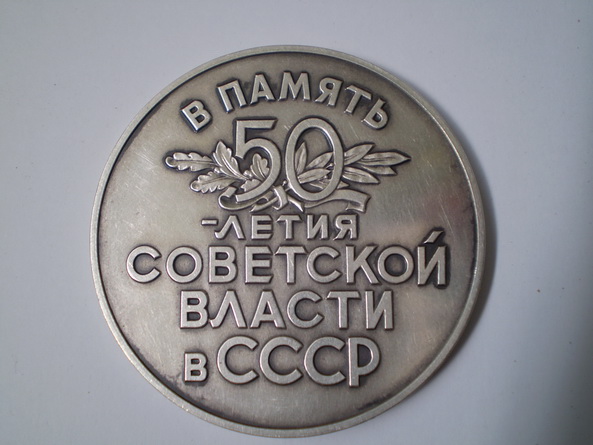 В ПАМЯТЬ
50
-ЛЕТИЯ
СОВЕТСКОЙ
ВЛАСТИ
В СССР